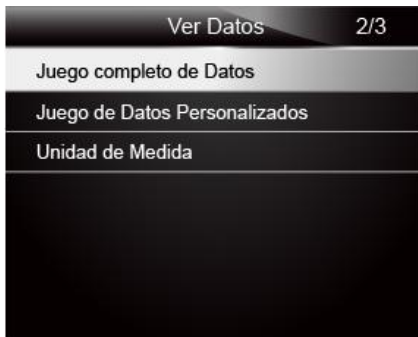 Ver Datos 2/3
Juego completo de Datos
Juego de Datos Personalizados
Unidad de Medida